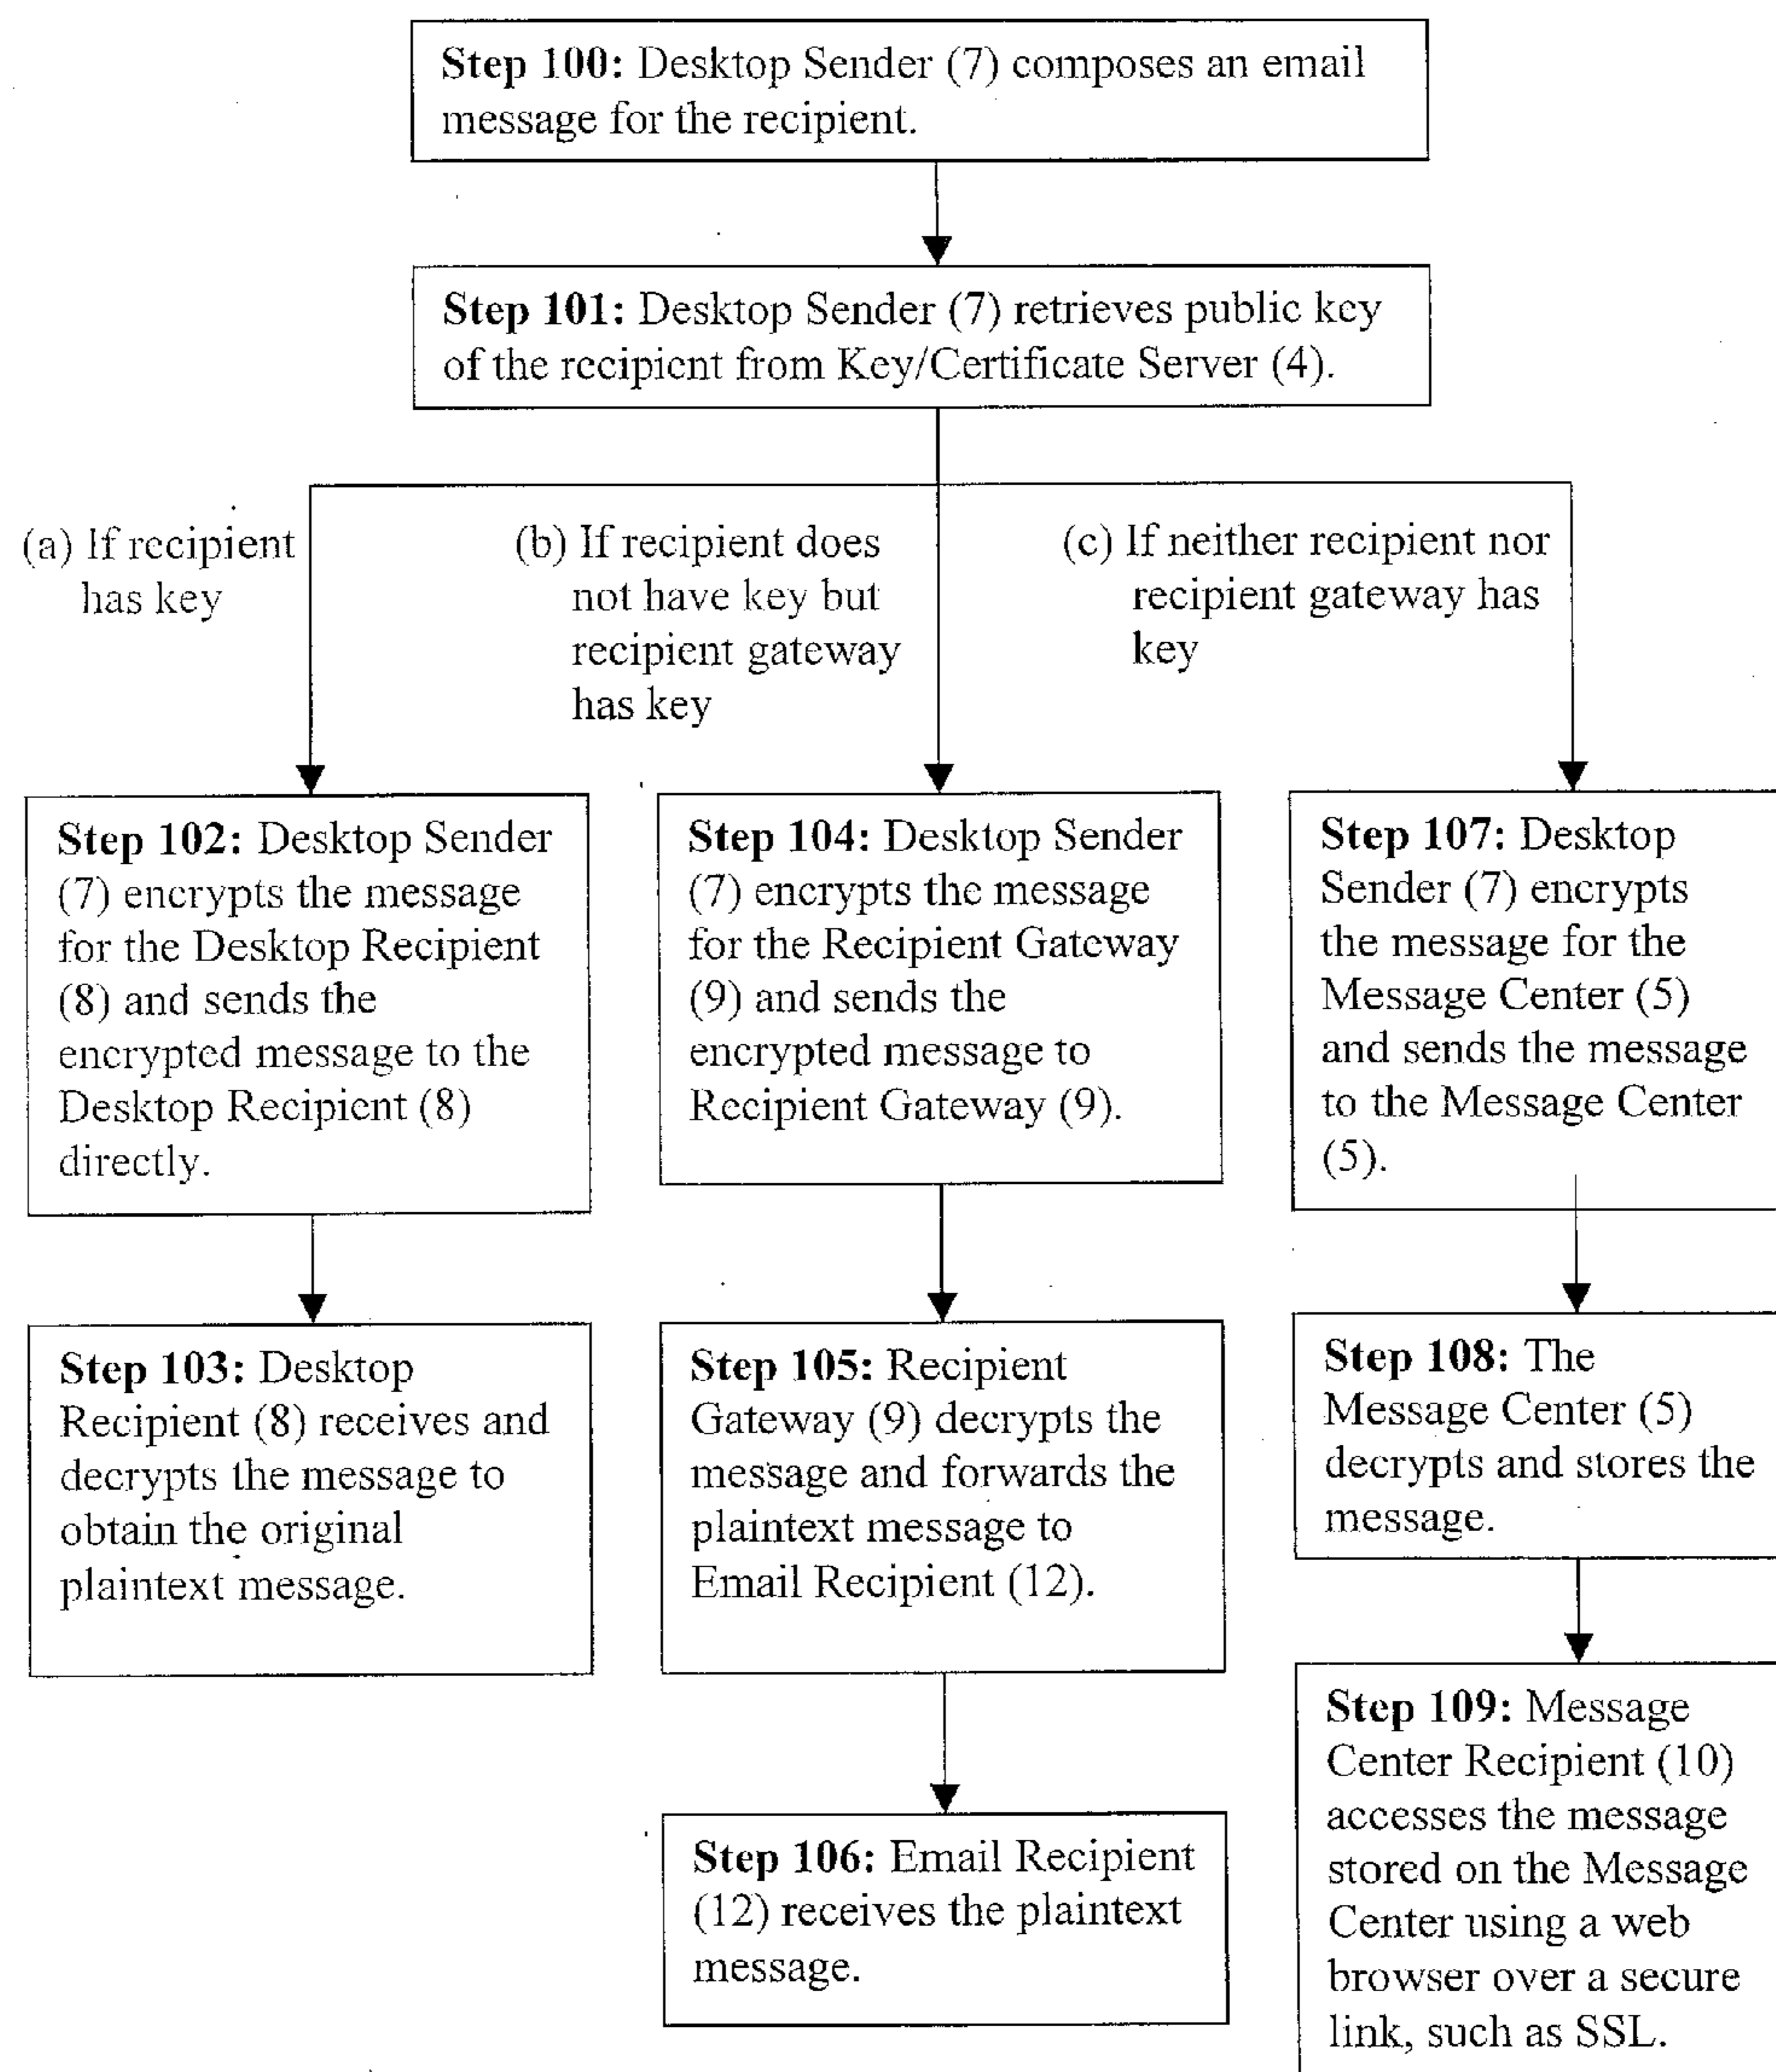 Step 100: Desktop Sender (7) composes an email
message for the recipient.
Step 101: Desktop Sender (7) retrieves public key
of the recipient from Key/Certificate Server (4).
(a) If recipient
has key
(b) If recipient does
not have key but
recipient gateway
has key
(c) If neither recipient nor
recipient gateway has
key
Step 102: Desktop Sender
(7) encrypts the message
for the Desktop Recipient
(8) and sends the
encrypted message to the
Desktop Recipient (8)
directly.
Step 104: Desktop Sender
(7) encrypts the message
for the Recipient Gateway
(9) and sends the
encrypted message to
Recipient Gateway (9).
Step 107: Desktop
Sender (7) encrypts
the message for the
Message Center (5)
and sends the message
to the Message Center
(5).
Step 103: Desktop
Recipient (8) receives and
decrypts the message to
obtain the original
plaintext message.
Step 105: Recipient
Gateway (9) decrypts the
message and forwards the
plaintext message to
Email Recipient (12).
Step 108: The
Message Center (5)
decrypts and stores the
message.
Step 106: Email Recipient
(12) receives the plaintext
message.
Step 109: Message
Center Recipient (10)
accesses the message
stored on the Message
Center using a web
browser over a secure
link, such as SSL.